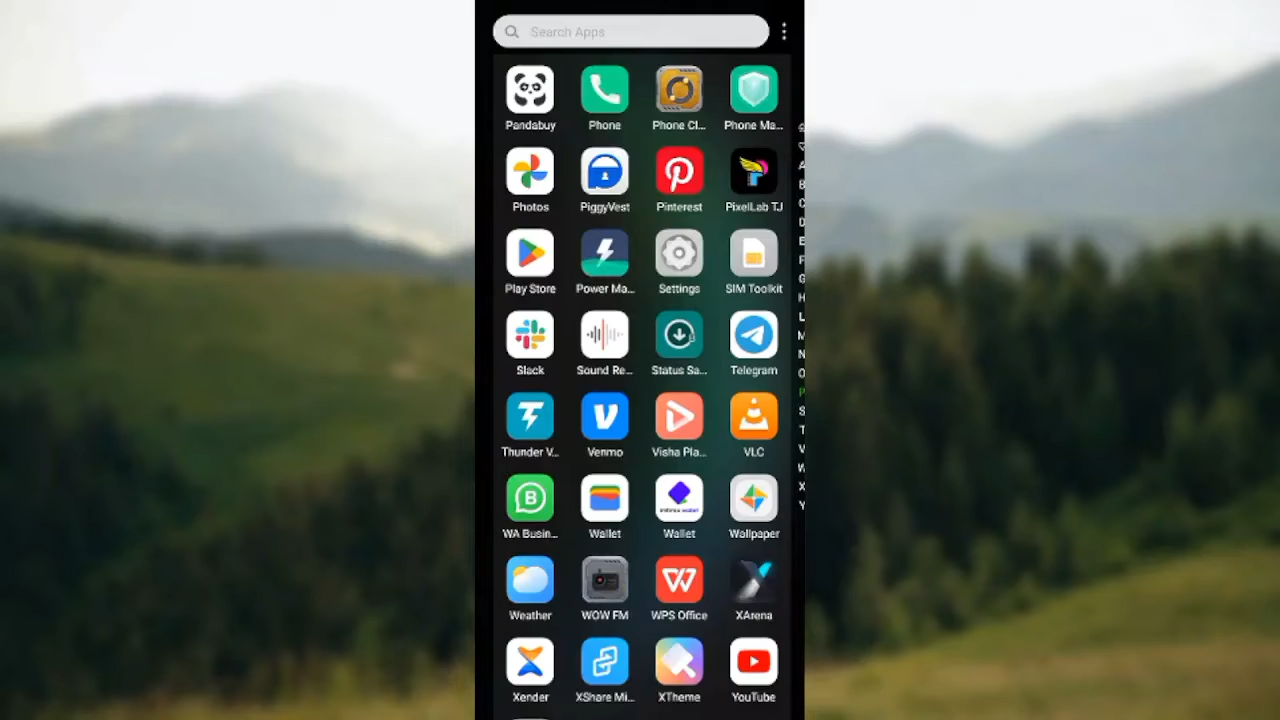 Search Apps
Pandabuy Phone Phone Cl... Phone Ma...
Photos PiggyVest Pinterest PixelLab TJ
Play Store Power Ma... Settings SIM Toolkit
Slack Sound Re... Status Sa... Telegram
Thunder V... Venmo Visha Pla... VLC
B
WA Busin... Wallet Wallet Wallpaper
Weather WOW FM WPS Office XArena
Xender XShare Mi... XTheme YouTube
A
B
C
D
E
F
G
H
L
M
N
O
P
S
T
V
W
X
Y